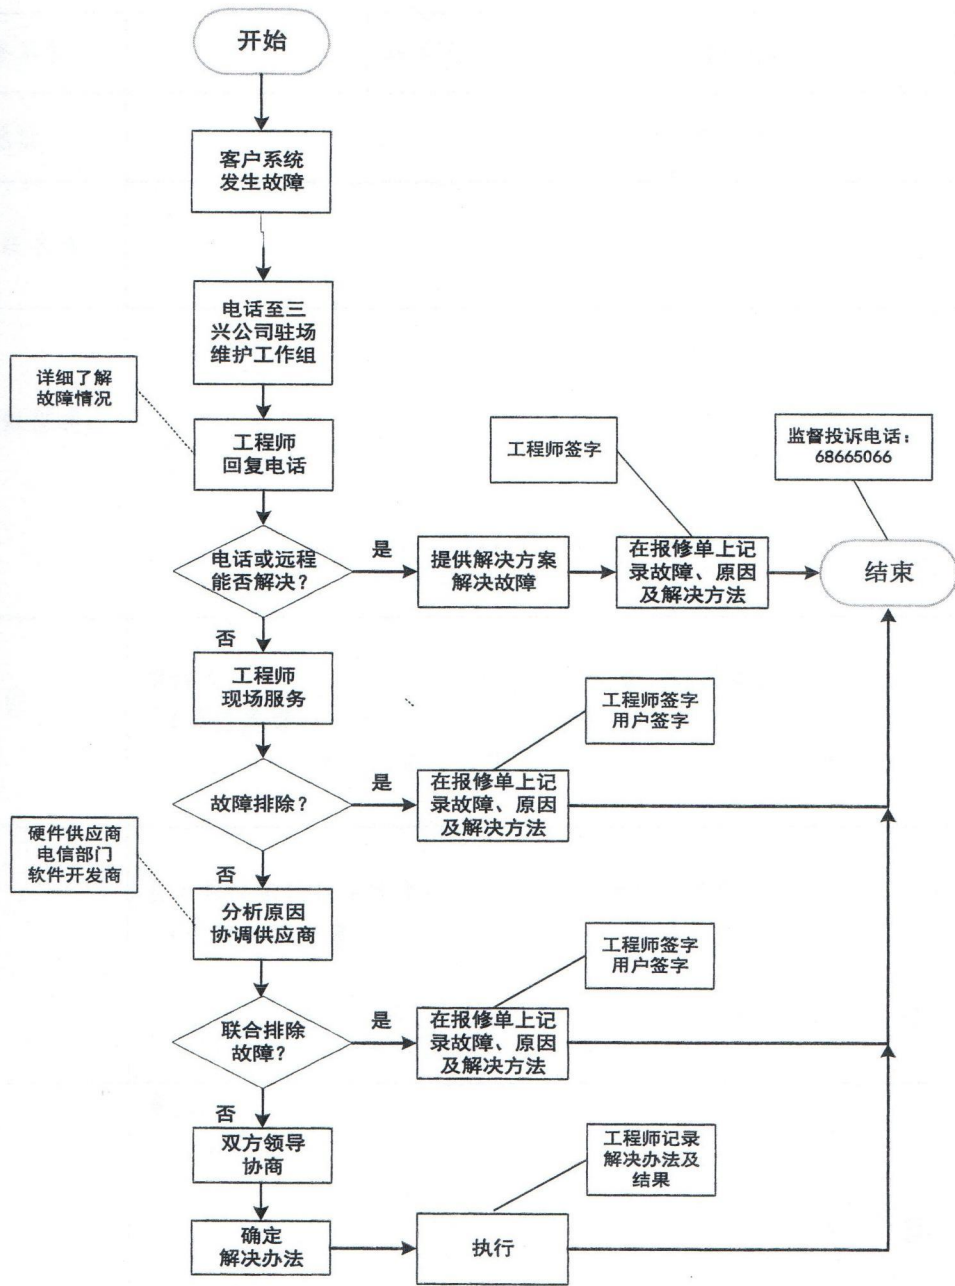 开始
客户系统
发生故障
电话至三
兴公司驻场
维护工作组
详细了解
故障情况
工程师
回复电话
工程师签字
监督投诉电话：
68665066
电话或远程
能否解决？
是
提供解决方案
解决故障
在报修单上记
录故障、原因
及解决方法
结束
否
工程师
现场服务
工程师签字
用户签字
故障排除？
是
在报修单上记
录故障、原因
及解决方法
硬件供应商
电信部门
软件开发商
否
分析原因
协调供应商
工程师签字
用户签字
联合排除
故障？
是
在报修单上记
录故障、原因
及解决方法
否
双方领导
协商
工程师记录
解决办法及
结果
确定
解决办法
执行